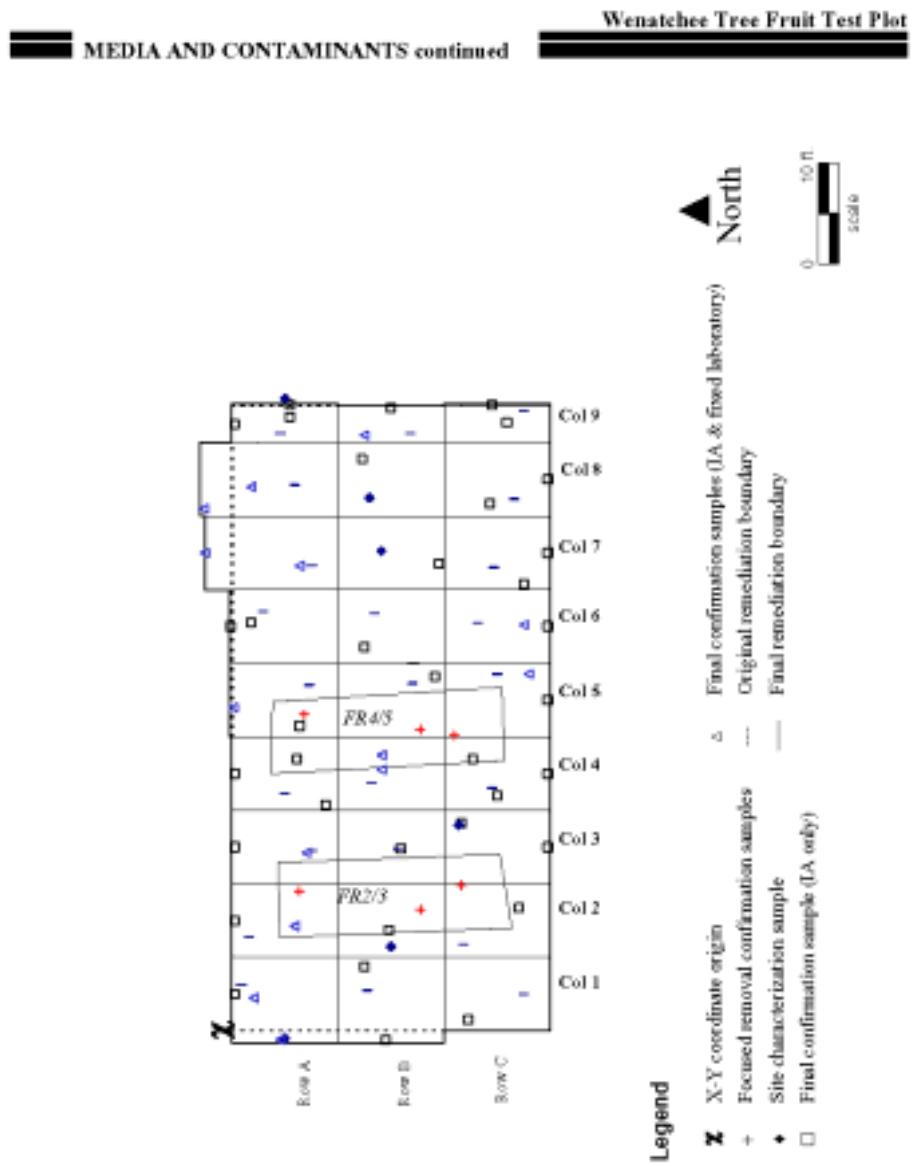 Wenatchee Tree Fruit Test Plot
MEDIA AND CONTAMINANTS continued
North
0 10 ft.
scale
Col 9
Col 8
Col 7
Col 6
Col 5
Col 4
Col 3
Col 2
Col 1
FR4/5
FR2/3
Row A
Row B
Row C
Legend
X-Y coordinate origin
Focused removal confirmation samples
Site characterization sample
Final confirmation sample (IA only)
Final confirmation samples (IA & fixed laboratory)
Original remediation boundary
Final remediation boundary